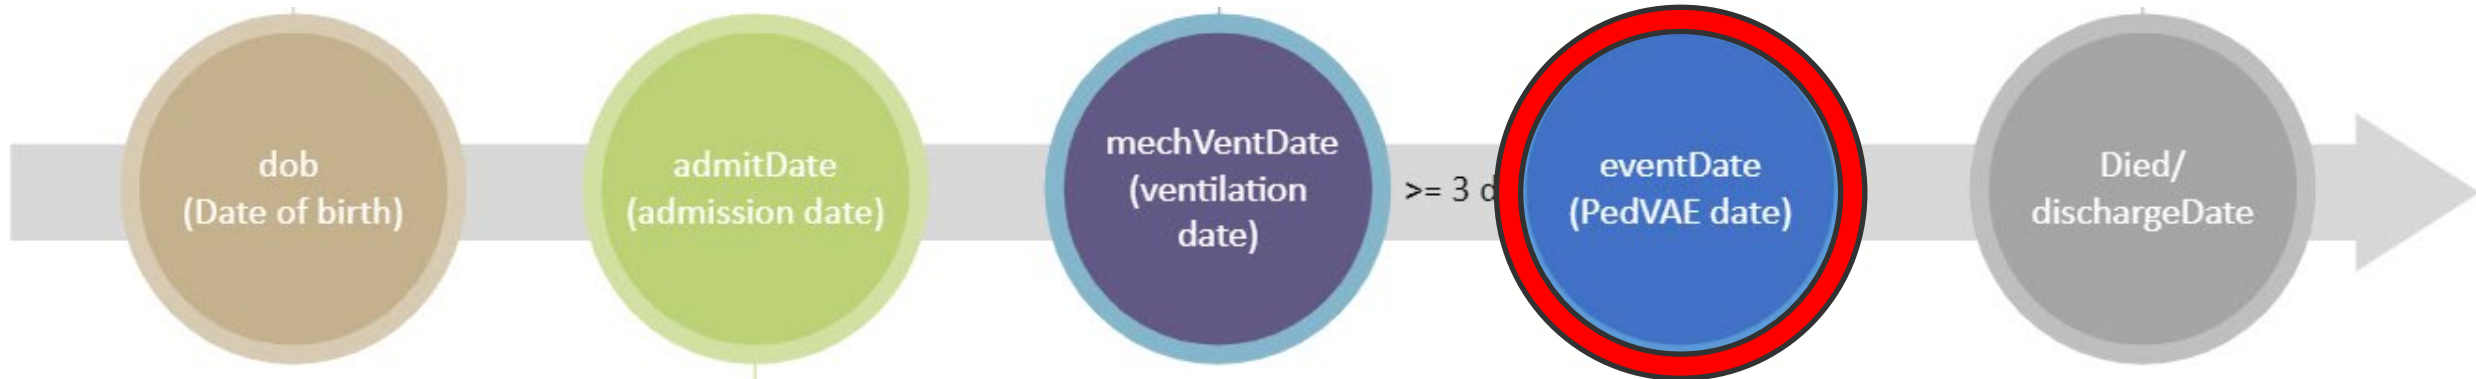 dob
(Date of birth)
admitDate
(admission date)
mechVentDate
(ventilation
date)
>= 3 d
eventDate
(PedVAE date)
Died/
dischargeDate